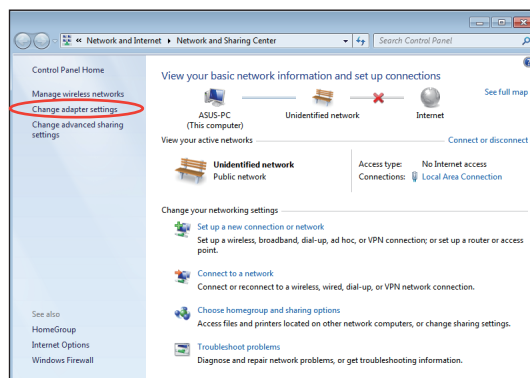 « Network and Internet ▸ Network and Sharing Center
Search Control Panel
Control Panel Home
Manage wireless networks
Change adapter settings
Change advanced sharing
settings
See also
HomeGroup
Internet Options
Windows Firewall
View your basic network information and set up connections
See full map
ASUS-PC
(This computer)
Unidentified network
Internet
View your active networks
Connect or disconnect
Unidentified network
Public network
Access type: No Internet access
Connections: Local Area Connection
Change your networking settings
Set up a new connection or network
Set up a wireless, broadband, dial-up, ad hoc, or VPN connection; or set up a router or access
point.
Connect to a network
Connect or reconnect to a wireless, wired, dial-up, or VPN network connection.
Choose homegroup and sharing options
Access files and printers located on other network computers, or change sharing settings.
Troubleshoot problems
Diagnose and repair network problems, or get troubleshooting information.